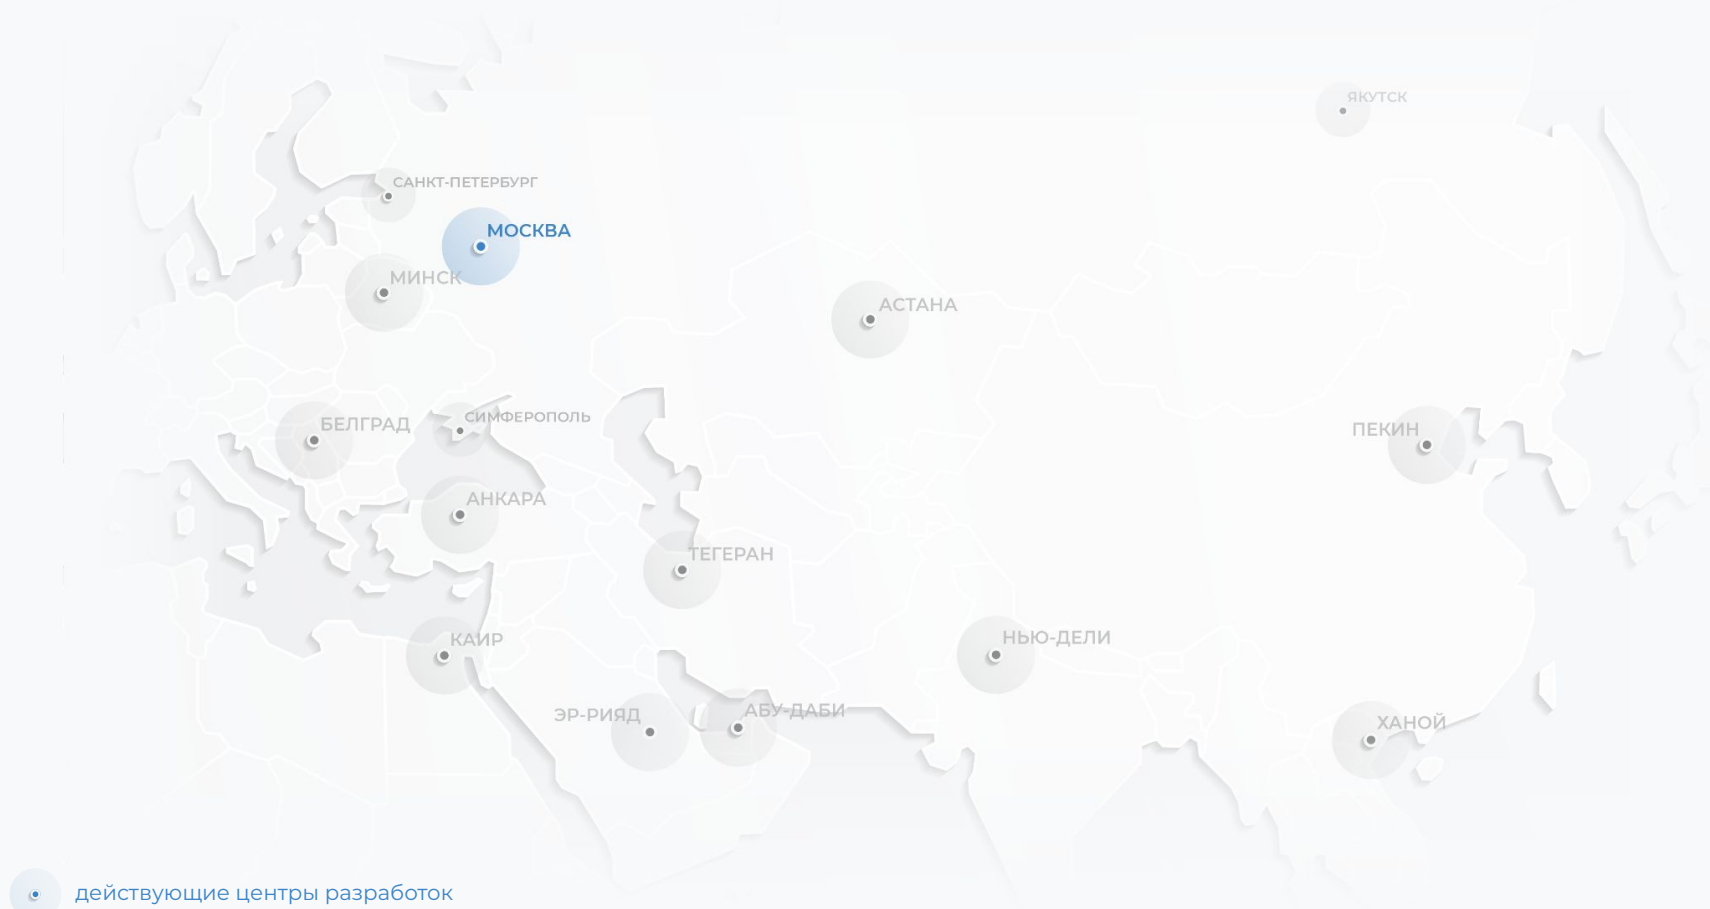 ЯКУТСК
САНКТ-ПЕТЕРБУРГ
МОСКВА
МИНСК
АСТАНА
СИМФЕРОПОЛЬ
БЕЛГРАД
ПЕКИН
АНКАРА
ТЕГЕРАН
НЬЮ-ДЕЛИ
КАИР
АБУ-ДАБИ
ЭР-РИЯД
ХАНОЙ
действующие центры разработок